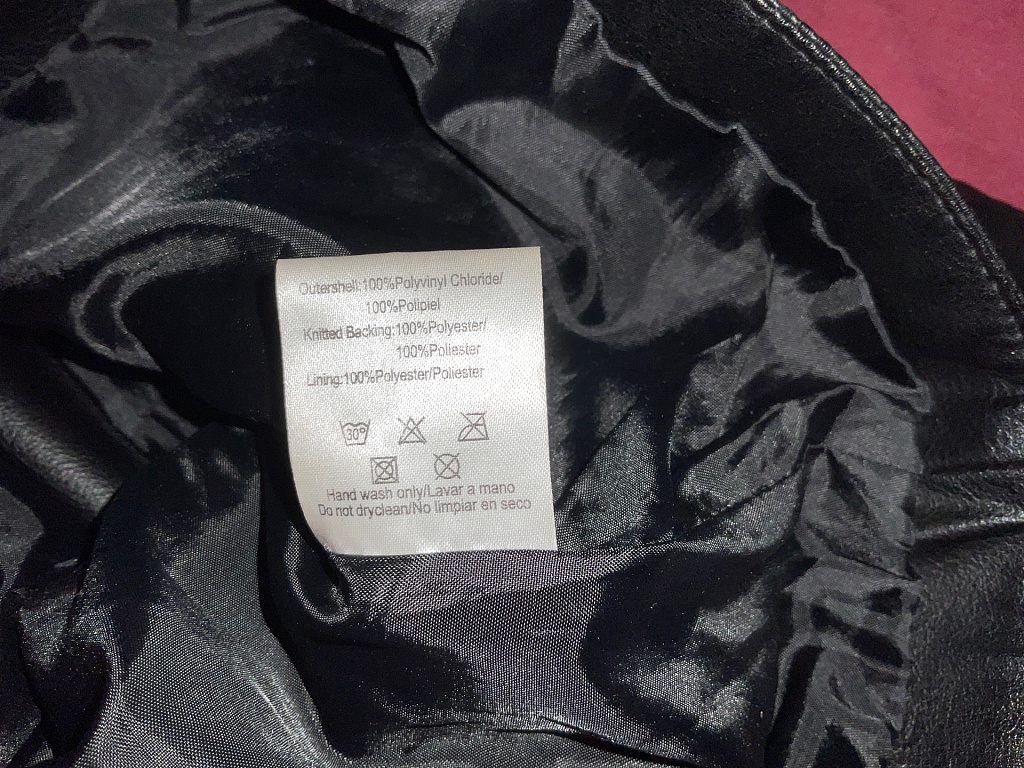 Outershell:100%Polyvinyl Chloride/
100%Polipiel
Knitted Backing:100%Polyester/
100%Poliester
Lining:100%Polyester/Poliester
30°
Hand wash only/Lavar a mano
Do not dryclean/No limpiar en seco